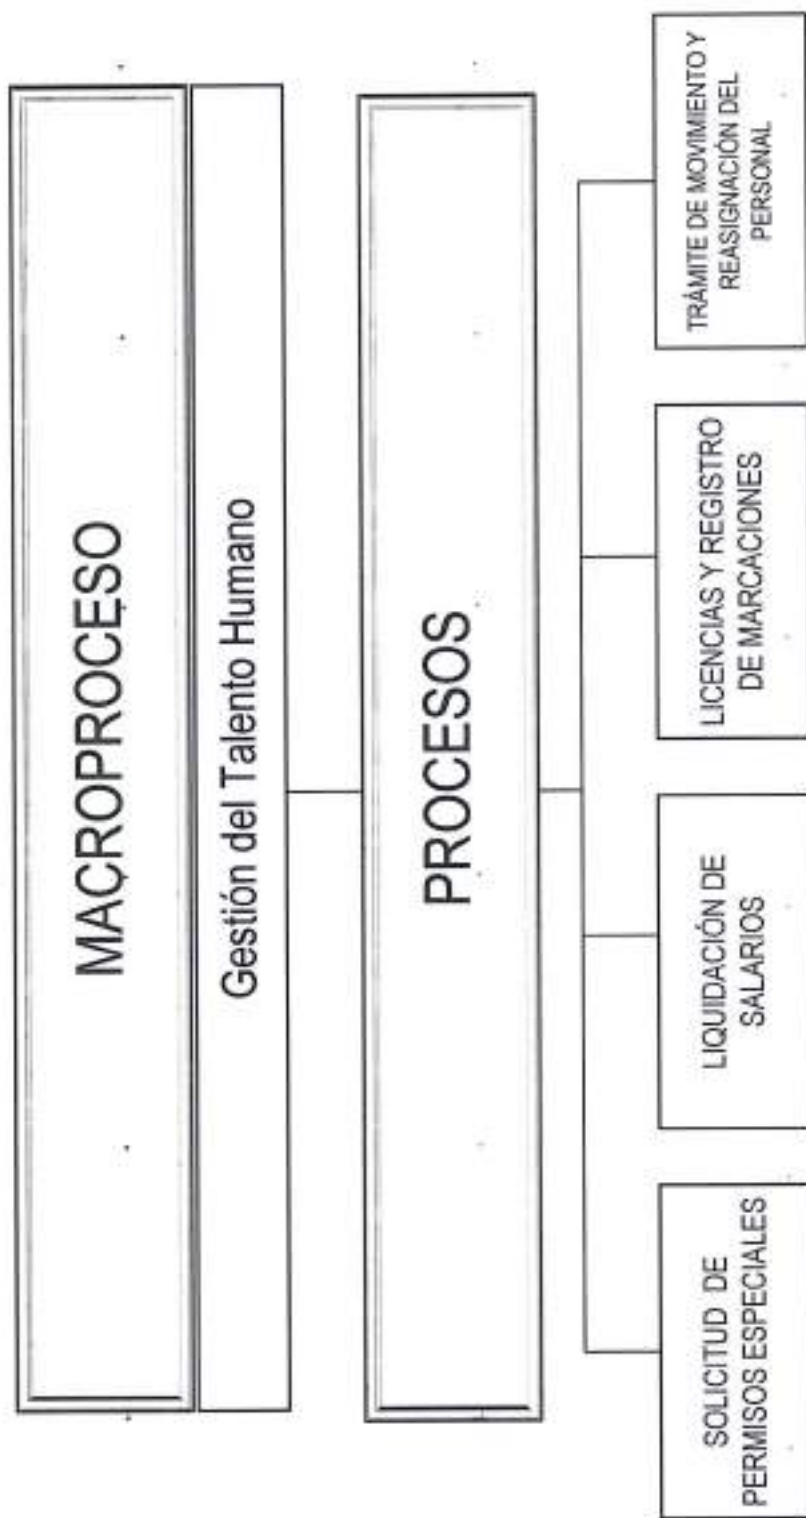 MACROPROCESO
Gestión del Talento Humano
PROCESOS
SOLICITUD DE
PERMISOS ESPECIALES
LIQUIDACIÓN DE
SALARIOS
LICENCIAS Y REGISTRO
DE MARCACIONES
TRÁMITE DE MOVIMIENTO Y
REASIGNACIÓN DEL
PERSONAL